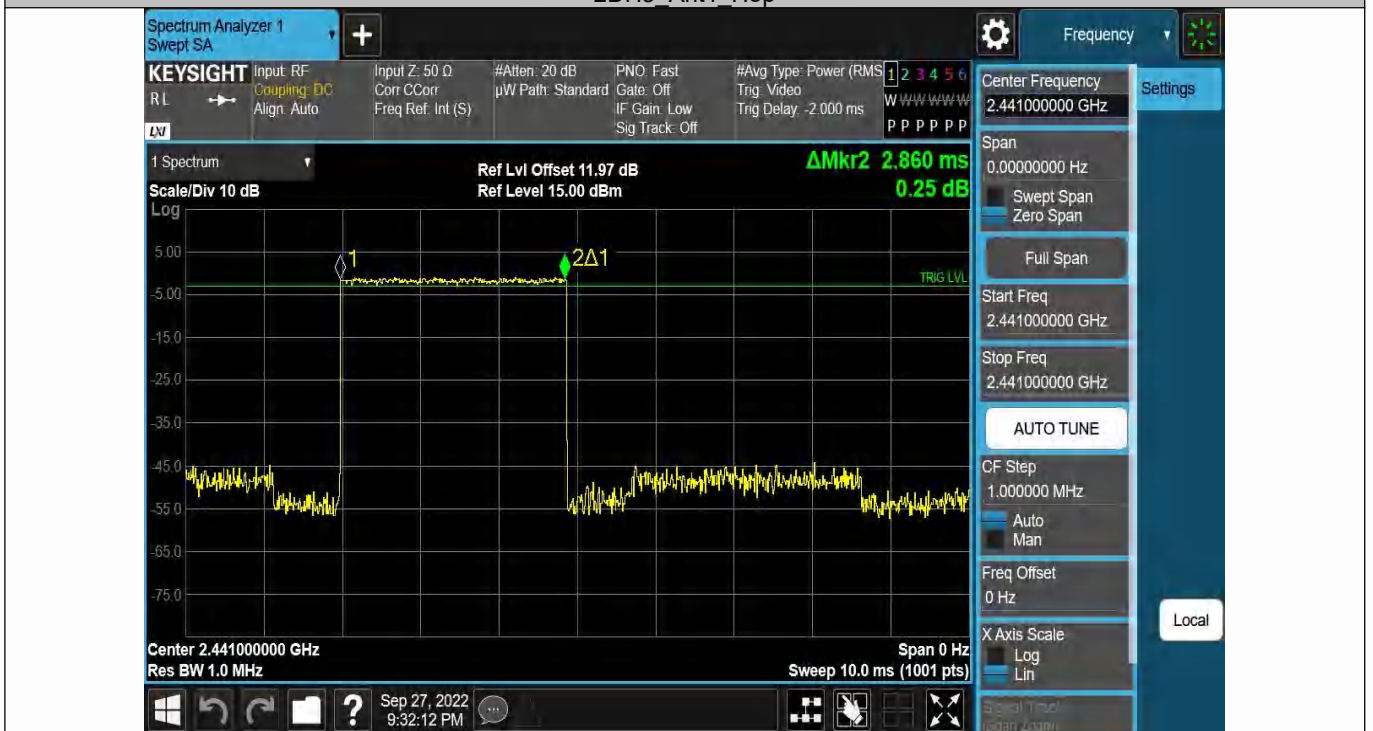 Spectrum Analyzer 1
Swept SA
Frequency
KEYSIGHT
RL
LXI
Input: RF
Coupling: DC
Align: Auto
Input Z: 50 Ω
Corr CCorr
Freq Ref: Int (S)
#Atten: 20 dB
µW Path: Standard
PNO: Fast
Gate: Off
IF Gain: Low
Sig Track: Off
#Avg Type: Power (RMS
Trig: Video
Trig Delay: -2.000 ms
1 2 3 4 5 6
W W W W W W
P P P P P P
1 Spectrum
Scale/Div 10 dB
Log
Ref Lvl Offset 11.97 dB
Ref Level 15.00 dBm
ΔMkr2 2.860 ms
0.25 dB
5.00
-5.00
-15.0
-25.0
-35.0
-45.0
-55.0
-65.0
-75.0
1
2Δ1
TRIG LVL
Center 2.441000000 GHz
Res BW 1.0 MHz
Span 0 Hz
Sweep 10.0 ms (1001 pts)
Center Frequency
2.441000000 GHz
Settings
Span
0.00000000 Hz
Swept Span
Zero Span
Full Span
Start Freq
2.441000000 GHz
Stop Freq
2.441000000 GHz
AUTO TUNE
CF Step
1.000000 MHz
Auto
Man
Freq Offset
0 Hz
X Axis Scale
Log
Lin
Local
?
Sep 27, 2022
9:32:12 PM